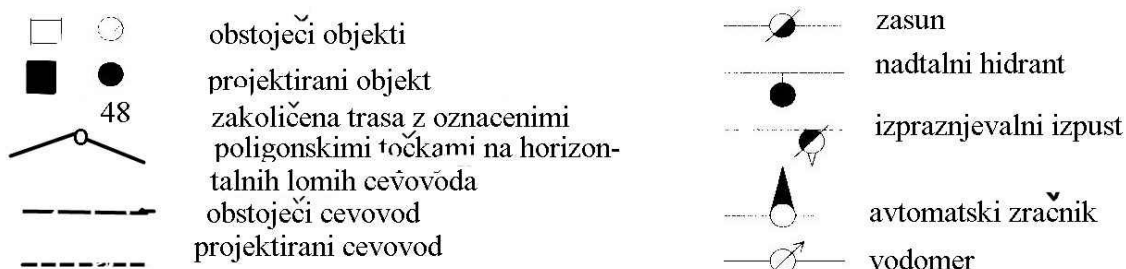 obstoječi objekti
projektirani objekt
48
zakoličena trasa z oznacenimi
poligonskimi točkami na horizon-
talnih lomih cevovoda
obstoječi cevovod
projektirani cevovod
zasun
nadtalni hidrant
izpraznjevalni izpust
avtomatski zračnik
vodomer